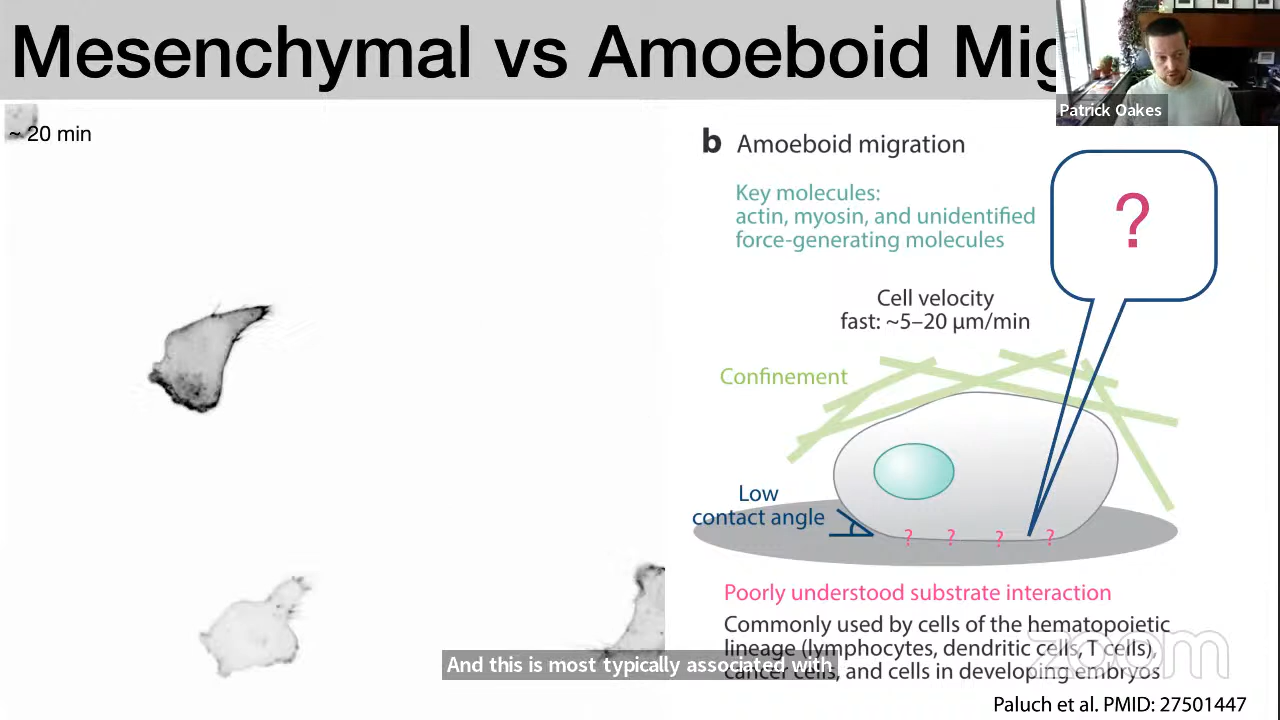 Mesenchymal vs Amoeboid Mig
Patrick Oakes
~ 20 min
b Amoeboid migration
Key molecules:
actin, myosin, and unidentified
force-generating molecules
?
Cell velocity
fast: ~5–20 µm/min
Confinement
Low
contact angle
? ? ? ?
Poorly understood substrate interaction
Commonly used by cells of the hematopoietic
lineage (lymphocytes, dendritic cells, T cells),
cancer cells, and cells in developing embryos
zoom
And this is most typically associated with
Paluch et al. PMID: 27501447